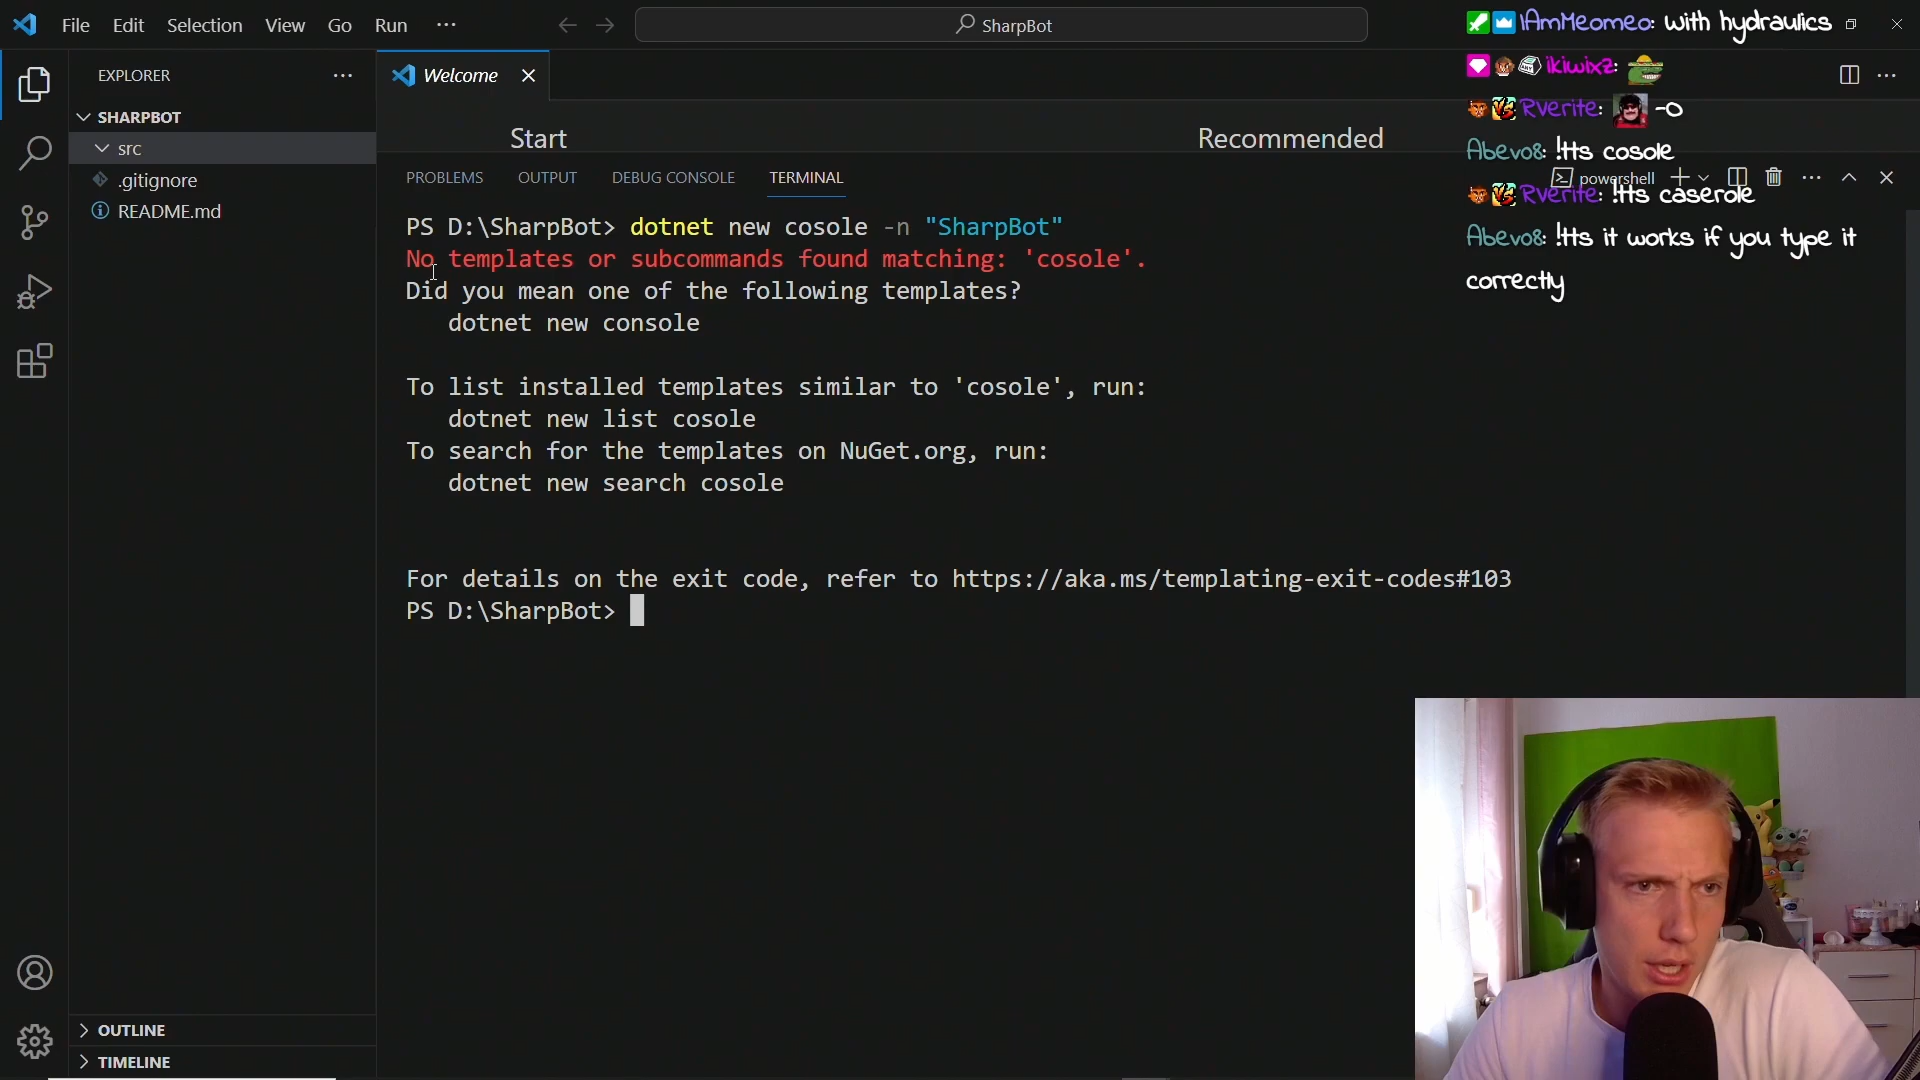 File Edit Selection View Go Run ...
SharpBot
EXPLORER
SHARPBOT
src
.gitignore
README.md
OUTLINE
TIMELINE
Welcome
Start
Recommended
PROBLEMS OUTPUT DEBUG CONSOLE TERMINAL
powershell
PS D:\SharpBot> dotnet new cosole -n "SharpBot"
No templates or subcommands found matching: 'cosole'.
Did you mean one of the following templates?
dotnet new console
To list installed templates similar to 'cosole', run:
dotnet new list cosole
To search for the templates on NuGet.org, run:
dotnet new search cosole
For details on the exit code, refer to https://aka.ms/templating-exit-codes#103
PS D:\SharpBot>
IAmMeomeo: with hydraulics
ikiwixz:
Rverite: -O
Abevo8: !tts cosole
Rverite: !tts caserole
Abevo8: !tts it works if you type it
correctly